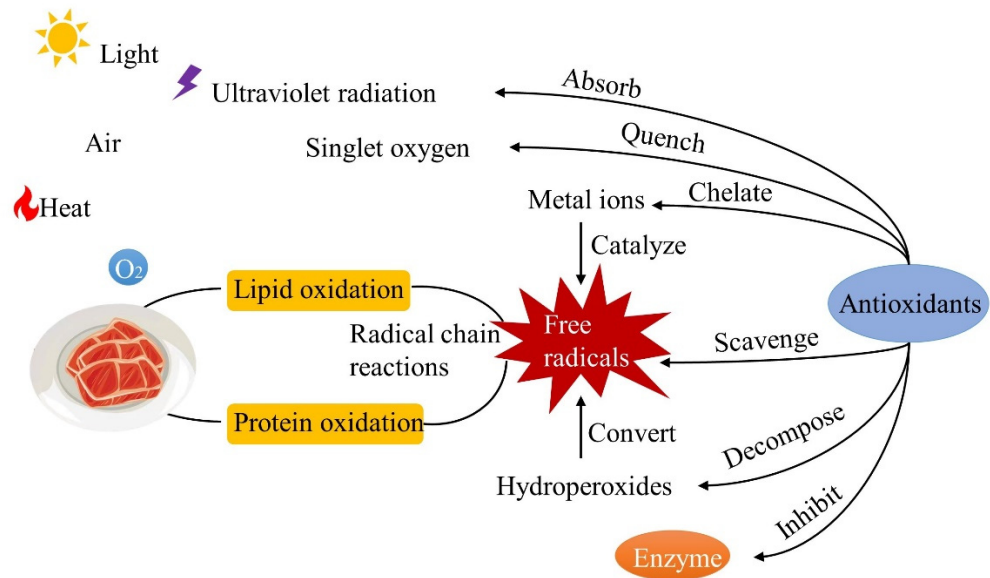 Light
Absorb
Ultraviolet radiation
Quench
Air
Singlet oxygen
Chelate
Metal ions
Heat
Catalyze
O₂
Lipid oxidation
Antioxidants
Radical chain
reactions
Free
radicals
Scavenge
Protein oxidation
Convert
Decompose
Hydroperoxides
Inhibit
Enzyme